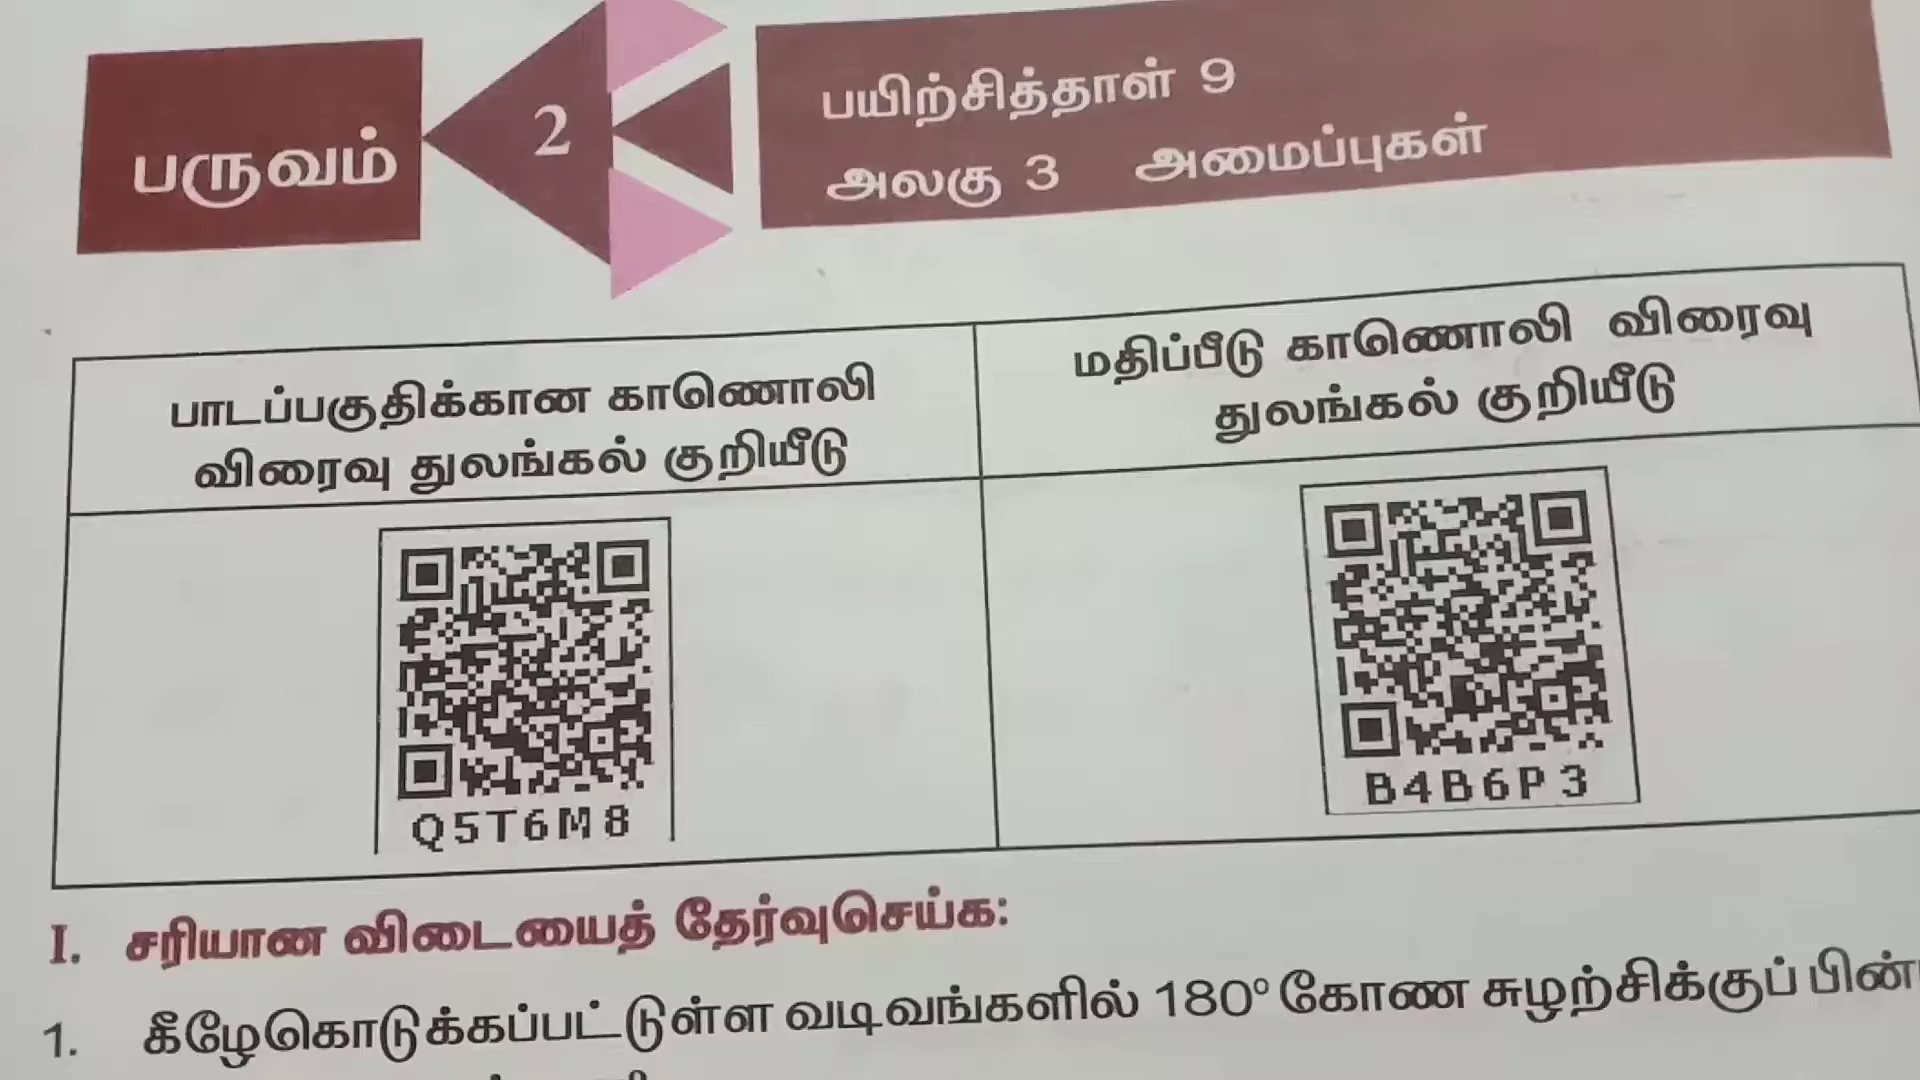 பருவம்
2
பயிற்சித்தாள் 9
அலகு 3 அமைப்புகள்
பாடப்பகுதிக்கான காணொலி
விரைவு துலங்கல் குறியீடு
மதிப்பீடு காணொலி விரைவு
துலங்கல் குறியீடு
Q5T6M8
B4B6P3
I. சரியான விடையைத் தேர்வுசெய்க:
1. கீழேகொடுக்கப்பட்டுள்ள வடிவங்களில் 180° கோண சுழற்சிக்குப்